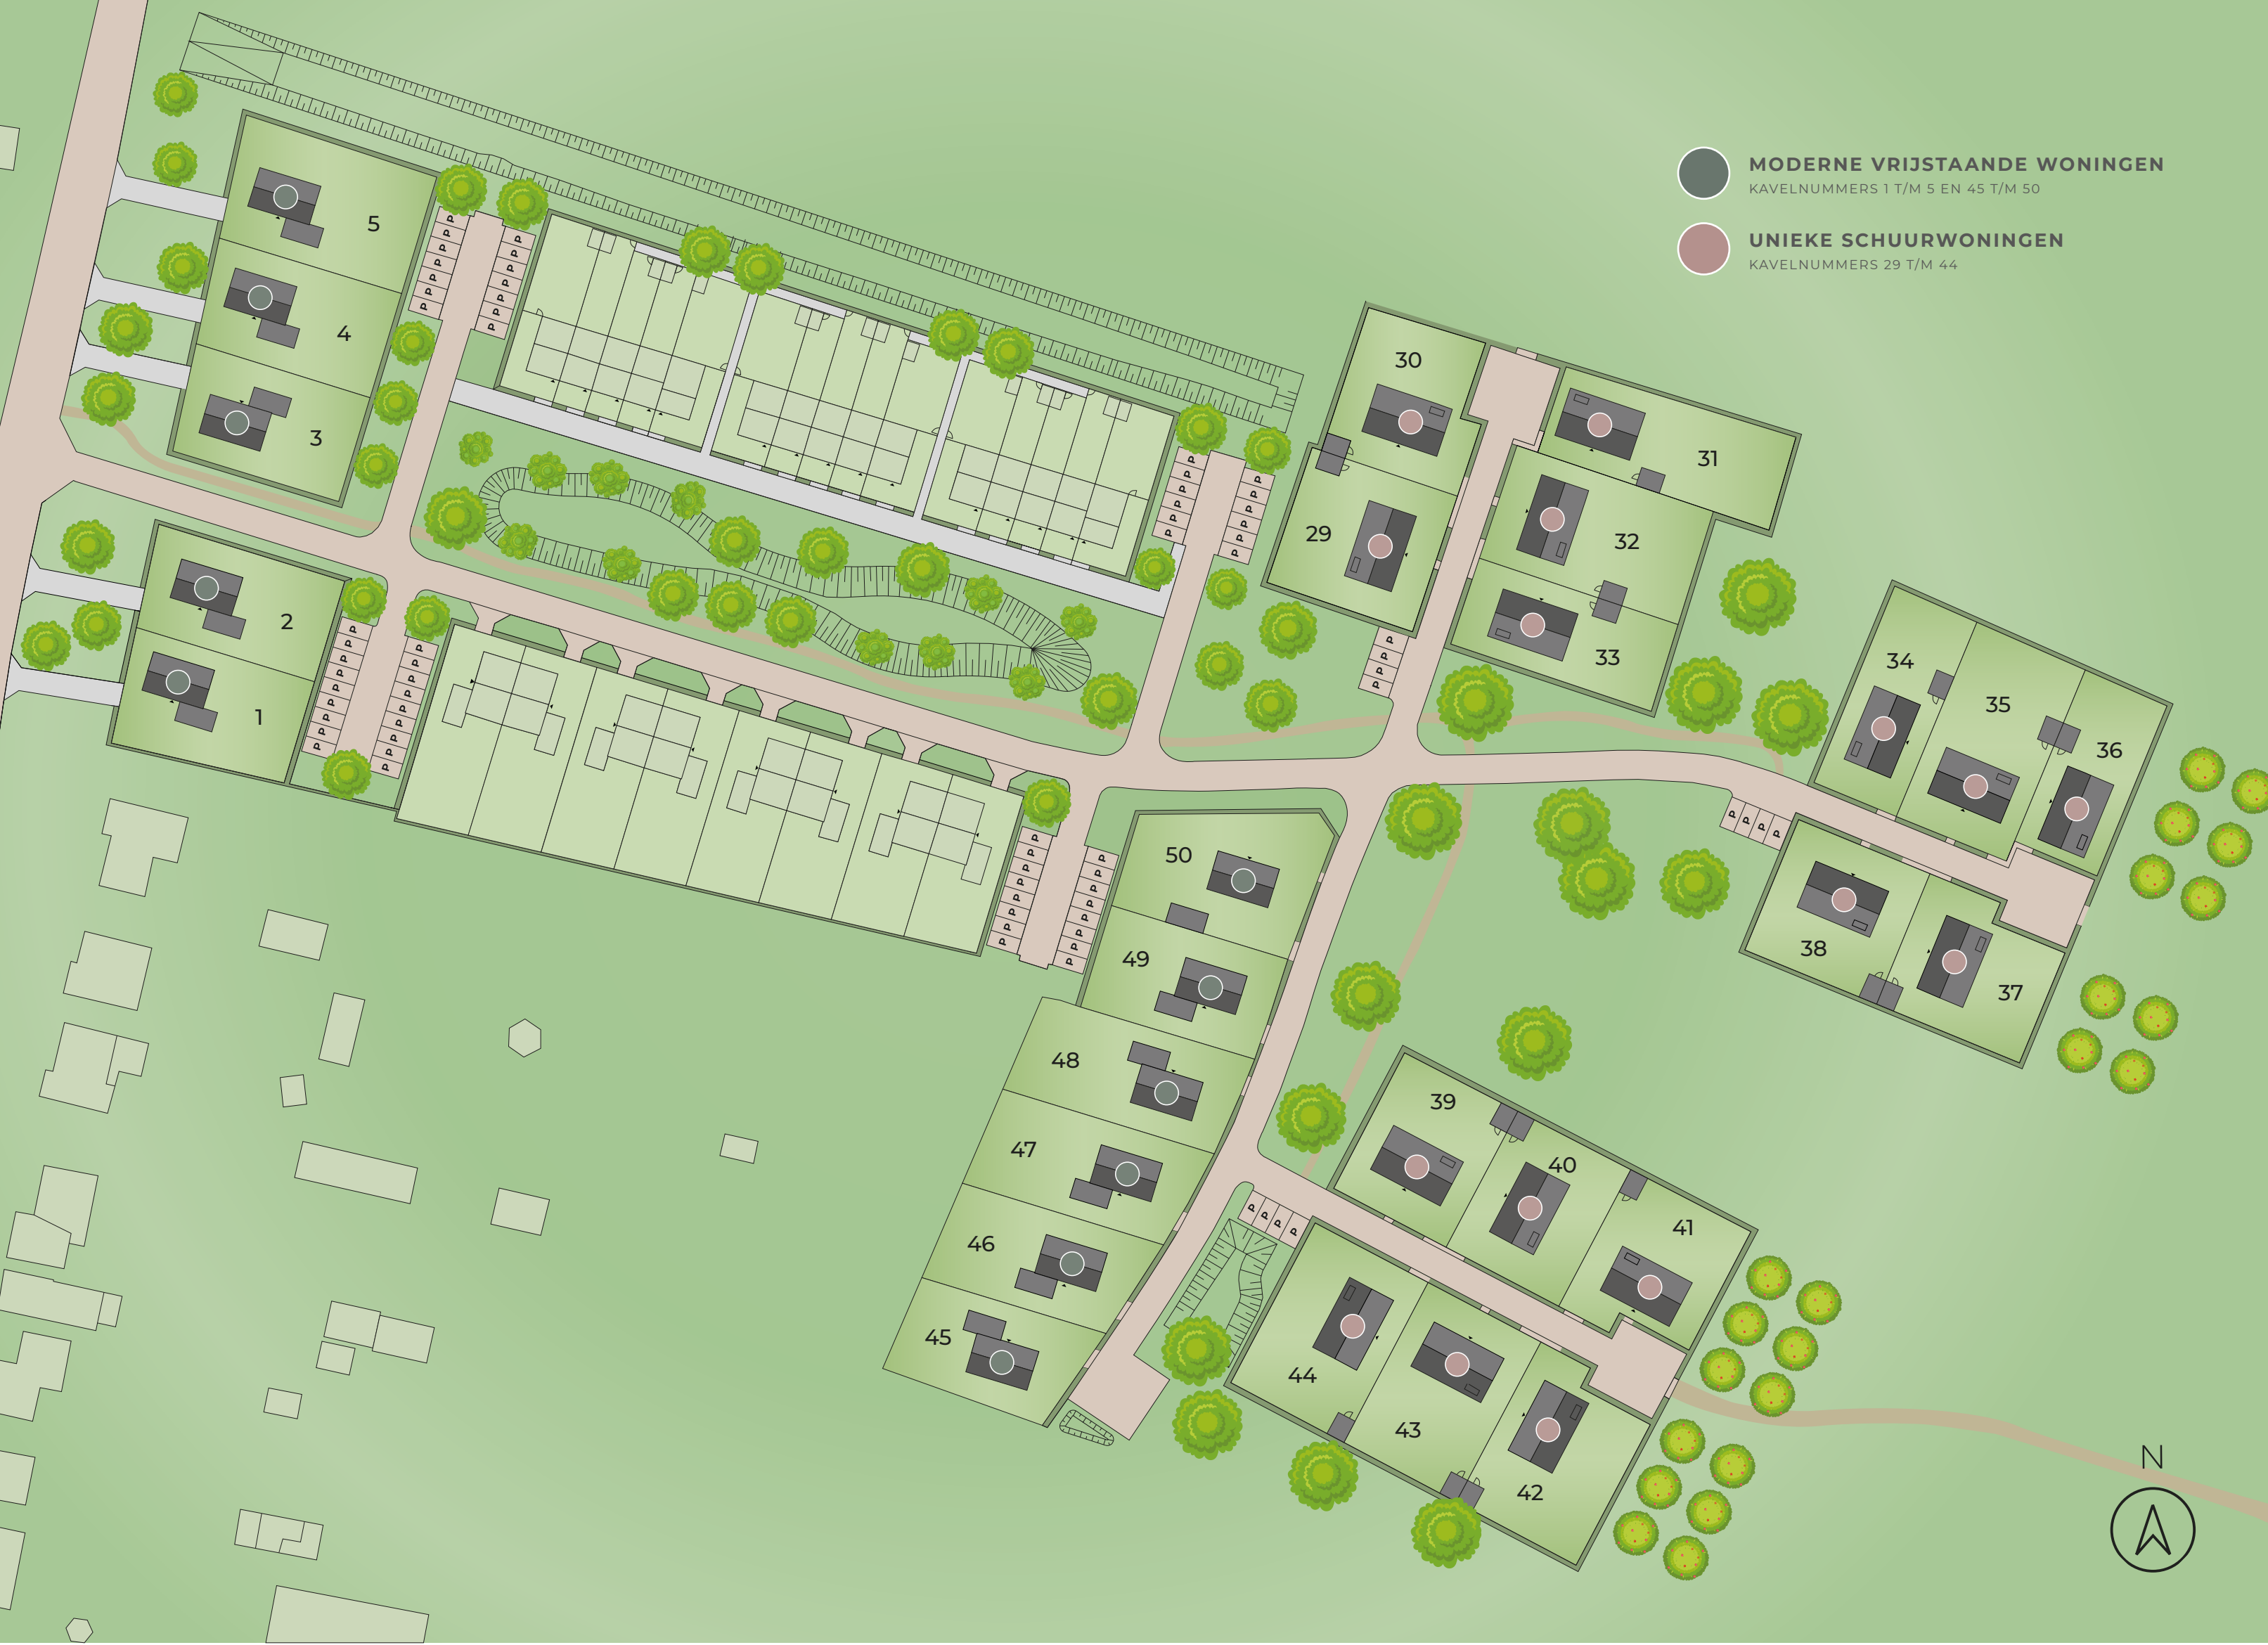 MODERNE VRIJSTAANDE WONINGEN
KAVELNUMMERS 1 T/M 5 EN 45 T/M 50
UNIEKE SCHUURWONINGEN
KAVELNUMMERS 29 T/M 44
5
4
3
2
1
30
31
29
32
33
34
35
36
38
37
50
49
48
47
46
45
39
40
41
44
43
42
P P P P P P P
P P P P P P P
P P P P P P
P P P P P P
P P P P
P P P P P P P P P
P P P P P P P P P
P P P P P P P P
P P P P P P P P
P P P P
P P P P
N